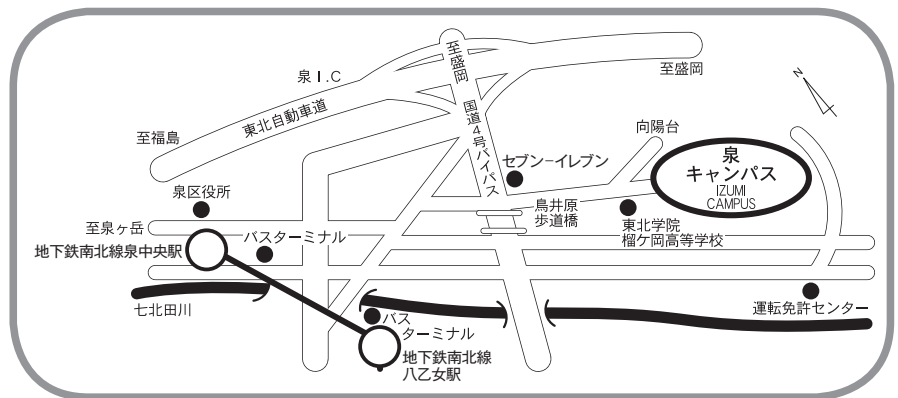 至盛岡
国道4号バイパス
至盛岡
泉I.C
東北自動車道
至福島
N
向陽台
セブン-イレブン
泉
キャンパス
IZUMI
CAMPUS
泉区役所
鳥井原
歩道橋
東北学院
榴ケ岡高等学校
至泉ヶ岳
バスターミナル
地下鉄南北線泉中央駅
七北田川
バス
ターミナル
運転免許センター
地下鉄南北線
八乙女駅